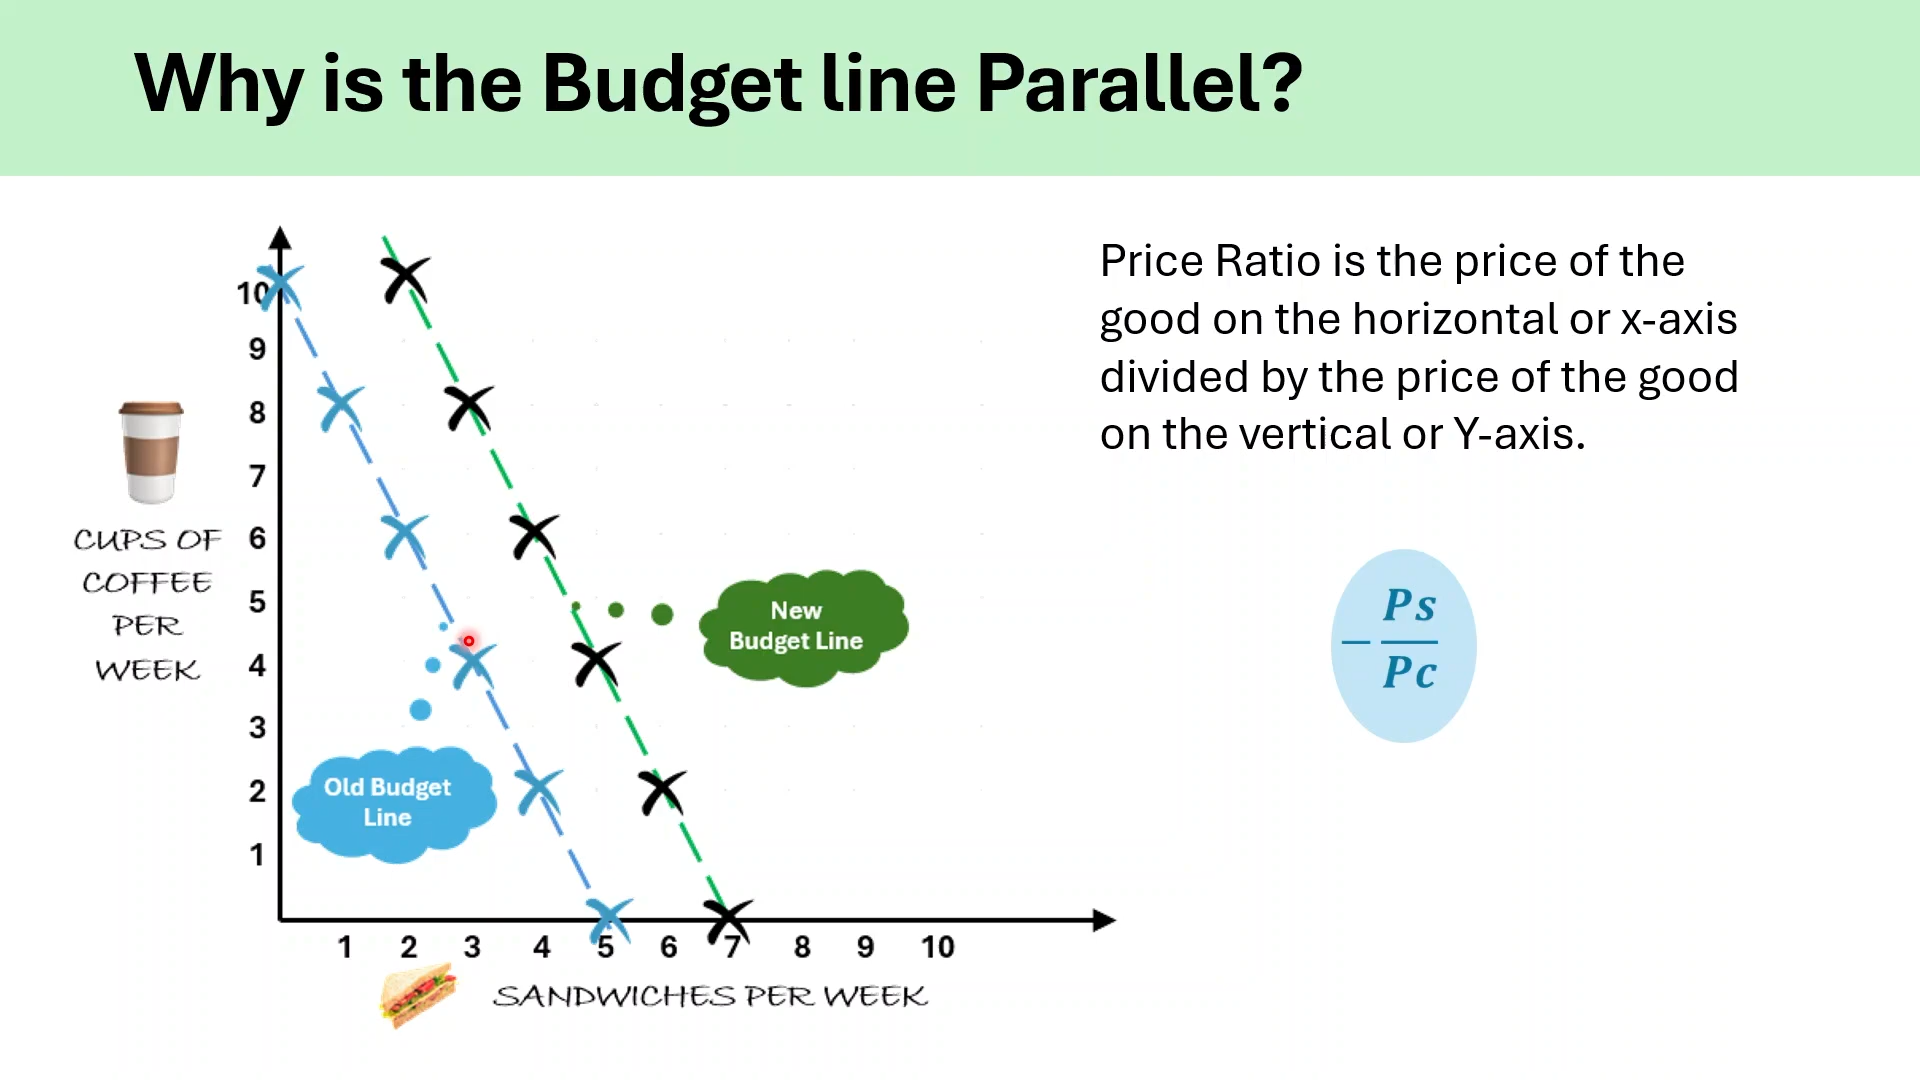 Why is the Budget line Parallel?
Price Ratio is the price of the
good on the horizontal or x-axis
divided by the price of the good
on the vertical or Y-axis.
− Ps
Pc
10
9
8
7
6
5
4
3
2
1
CUPS OF
COFFEE
PER
WEEK
New
Budget Line
Old Budget
Line
1 2 3 4 5 6 7 8 9 10
SANDWICHES PER WEEK